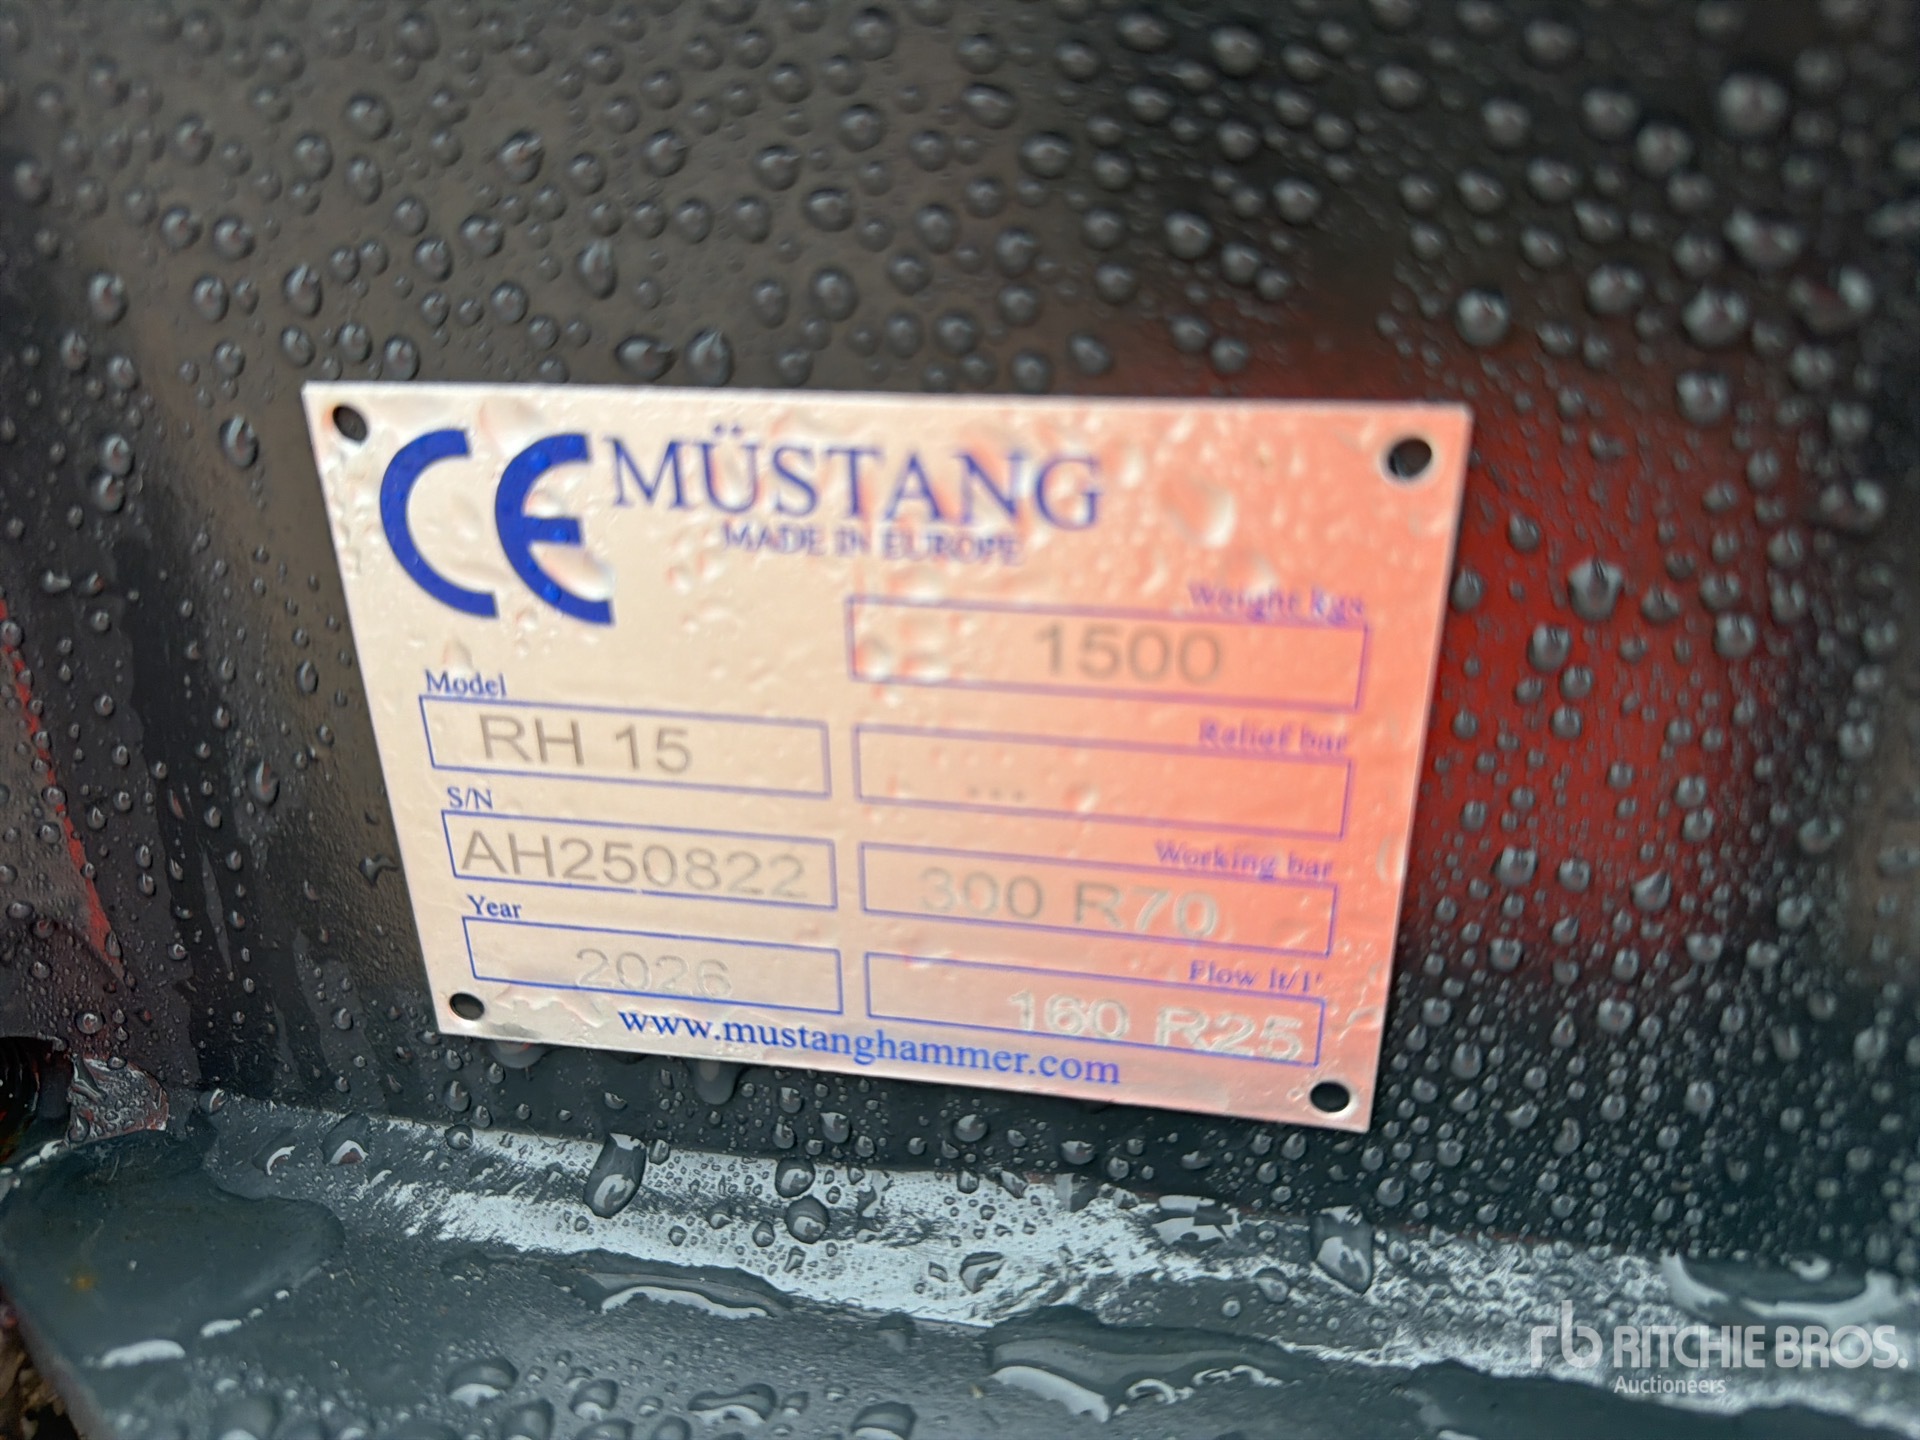 CE MÜSTANG
MADE IN EUROPE
Weight kgs
1500
Model
RH 15
Relief bar
...
S/N
AH250822
Working bar
300 R70
Year
2026
Flow lt/1'
160 R25
www.mustanghammer.com
rb RITCHIE BROS.
Auctioneers